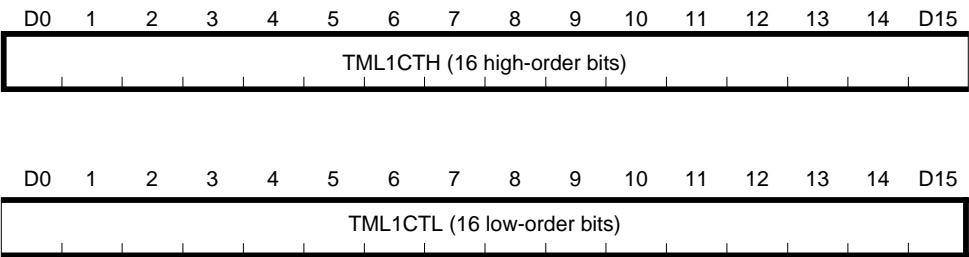 D0 1 2 3 4 5 6 7 8 9 10 11 12 13 14 D15
TML1CTH (16 high-order bits)
D0 1 2 3 4 5 6 7 8 9 10 11 12 13 14 D15
TML1CTL (16 low-order bits)